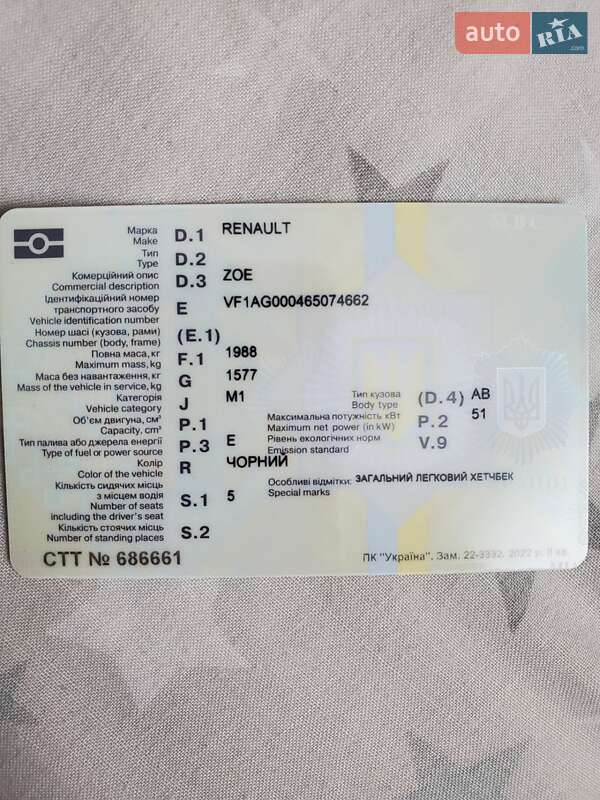 auto RIA .com
МВС
Марка
Make D.1 RENAULT
Тип
Type D.2
Комерційний опис
Commercial description D.3 ZOE
Ідентифікаційний номер
транспортного засобу E VF1AG000465074662
Vehicle identification number
Номер шасі (кузова, рами) (E.1)
Chassis number (body, frame)
Повна маса, кг F.1 1988
Maximum mass, kg
Маса без навантаження, кг G 1577
Mass of the vehicle in service, kg
Категорія J M1
Vehicle category
Тип кузова (D.4) AB
Body type
Об'єм двигуна, см³ P.1
Capacity, cm³
Максимальна потужність кВт P.2 51
Maximum net power (in kW)
Тип палива або джерела енергії P.3 E
Type of fuel or power source
Рівень екологічних норм V.9
Emission standard
Колір R ЧОРНИЙ
Color of the vehicle
Особливі відмітки: ЗАГАЛЬНИЙ ЛЕГКОВИЙ ХЕТЧБЕК
Special marks
Кількість сидячих місць
з місцем водія S.1 5
Number of seats
including the driver's seat
Кількість стоячих місць S.2
Number of standing places
СТТ № 686661
ПК "Україна". Зам. 22-3332. 2022 р. II кв.